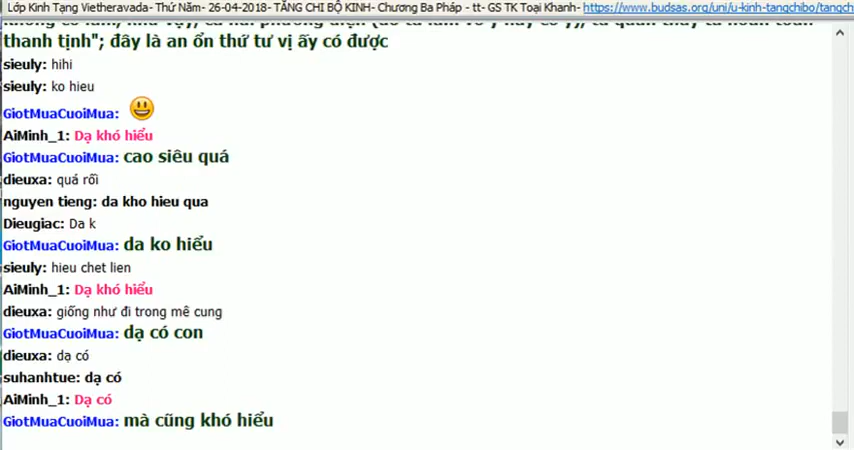 Lớp Kinh Tạng Vietheravada- Thứ Năm- 26-04-2018- TĂNG CHI BỘ KINH- Chương Ba Pháp - tt- GS TK Toại Khanh- https://www.budsas.org/uni/u-kinh-tangchibo/tangch
thanh tịnh"; đây là an ổn thứ tư vị ấy có được
sieuly: hihi
sieuly: ko hieu
GiotMuaCuoiMua:
AiMinh_1: Dạ khó hiểu
GiotMuaCuoiMua: cao siêu quá
dieuxa: quá rồi
nguyen tieng: da kho hieu qua
Dieugiac: Da k
GiotMuaCuoiMua: da ko hiểu
sieuly: hieu chet lien
AiMinh_1: Dạ khó hiểu
dieuxa: giống như đi trong mê cung
GiotMuaCuoiMua: dạ có con
dieuxa: dạ có
suhanhtue: dạ có
AiMinh_1: Dạ có
GiotMuaCuoiMua: mà cũng khó hiểu